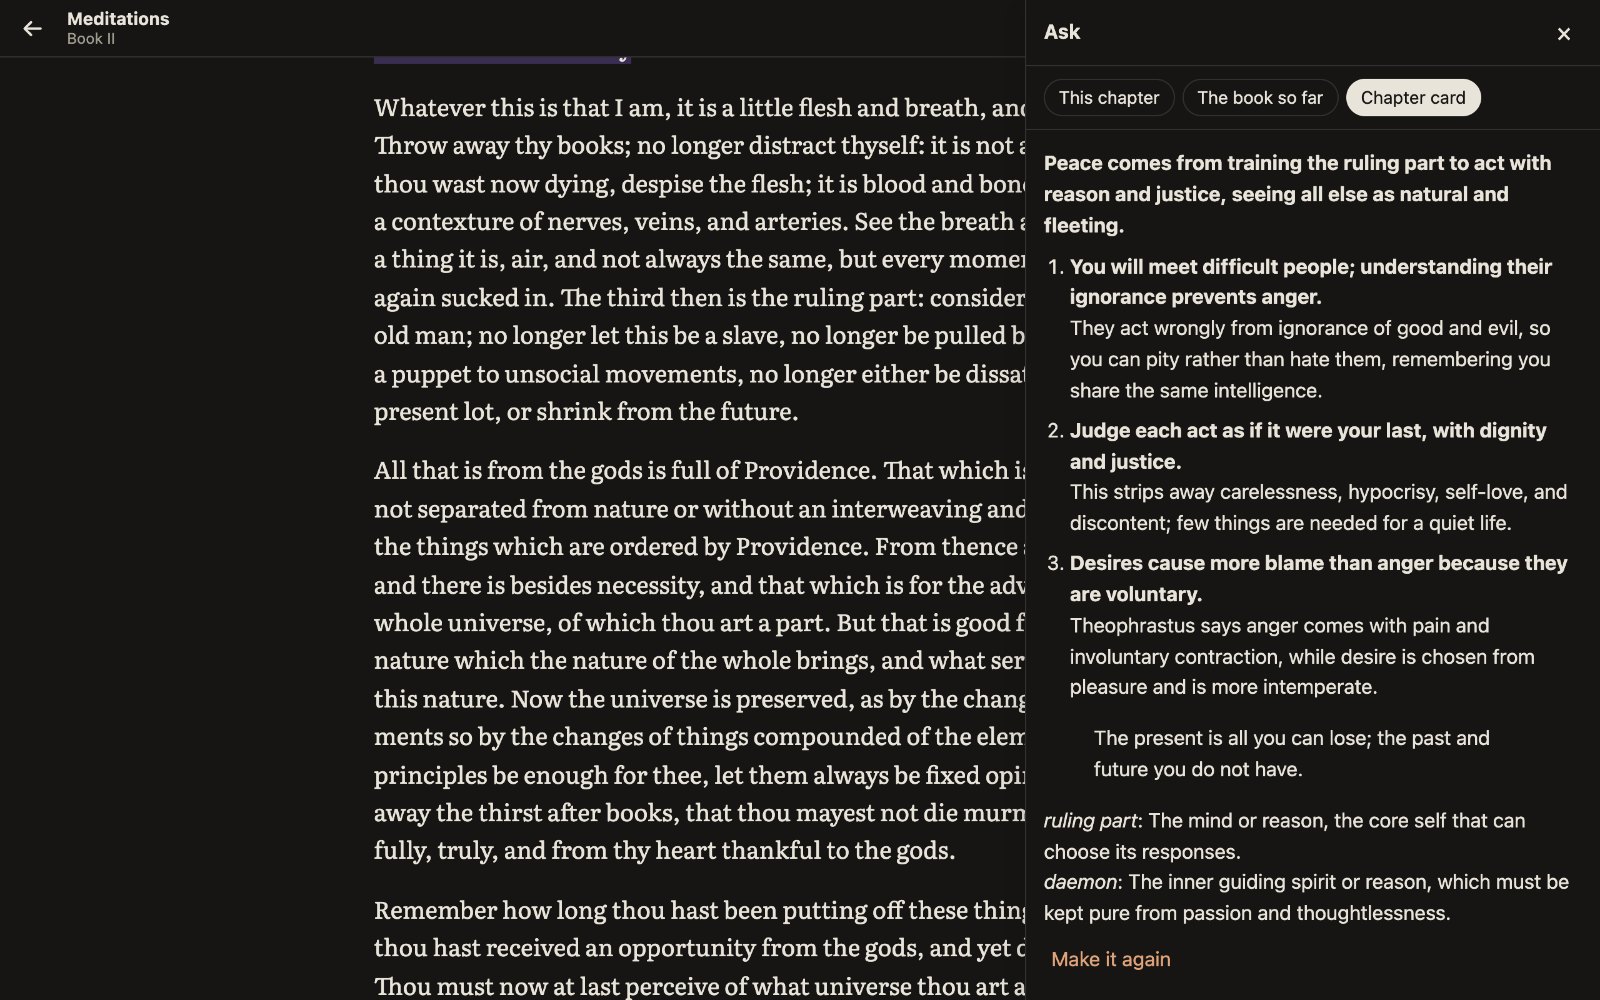 Meditations
Book II
Whatever this is that I am, it is a little flesh and breath, and
Throw away thy books; no longer distract thyself: it is not a
thou wast now dying, despise the flesh; it is blood and bon
a contexture of nerves, veins, and arteries. See the breath a
a thing it is, air, and not always the same, but every momen
again sucked in. The third then is the ruling part: consider
old man; no longer let this be a slave, no longer be pulled b
a puppet to unsocial movements, no longer either be dissat
present lot, or shrink from the future.
All that is from the gods is full of Providence. That which is
not separated from nature or without an interweaving and
the things which are ordered by Providence. From thence
and there is besides necessity, and that which is for the adv
whole universe, of which thou art a part. But that is good f
nature which the nature of the whole brings, and what ser
this nature. Now the universe is preserved, as by the chang
ments so by the changes of things compounded of the elem
principles be enough for thee, let them always be fixed opi
away the thirst after books, that thou mayest not die murm
fully, truly, and from thy heart thankful to the gods.
Remember how long thou hast been putting off these thing
thou hast received an opportunity from the gods, and yet d
Thou must now at last perceive of what universe thou art a
Ask
This chapter
The book so far
Chapter card
Peace comes from training the ruling part to act with
reason and justice, seeing all else as natural and
fleeting.
1. You will meet difficult people; understanding their
ignorance prevents anger.
They act wrongly from ignorance of good and evil, so
you can pity rather than hate them, remembering you
share the same intelligence.
2. Judge each act as if it were your last, with dignity
and justice.
This strips away carelessness, hypocrisy, self-love, and
discontent; few things are needed for a quiet life.
3. Desires cause more blame than anger because they
are voluntary.
Theophrastus says anger comes with pain and
involuntary contraction, while desire is chosen from
pleasure and is more intemperate.
The present is all you can lose; the past and
future you do not have.
ruling part: The mind or reason, the core self that can
choose its responses.
daemon: The inner guiding spirit or reason, which must be
kept pure from passion and thoughtlessness.
Make it again